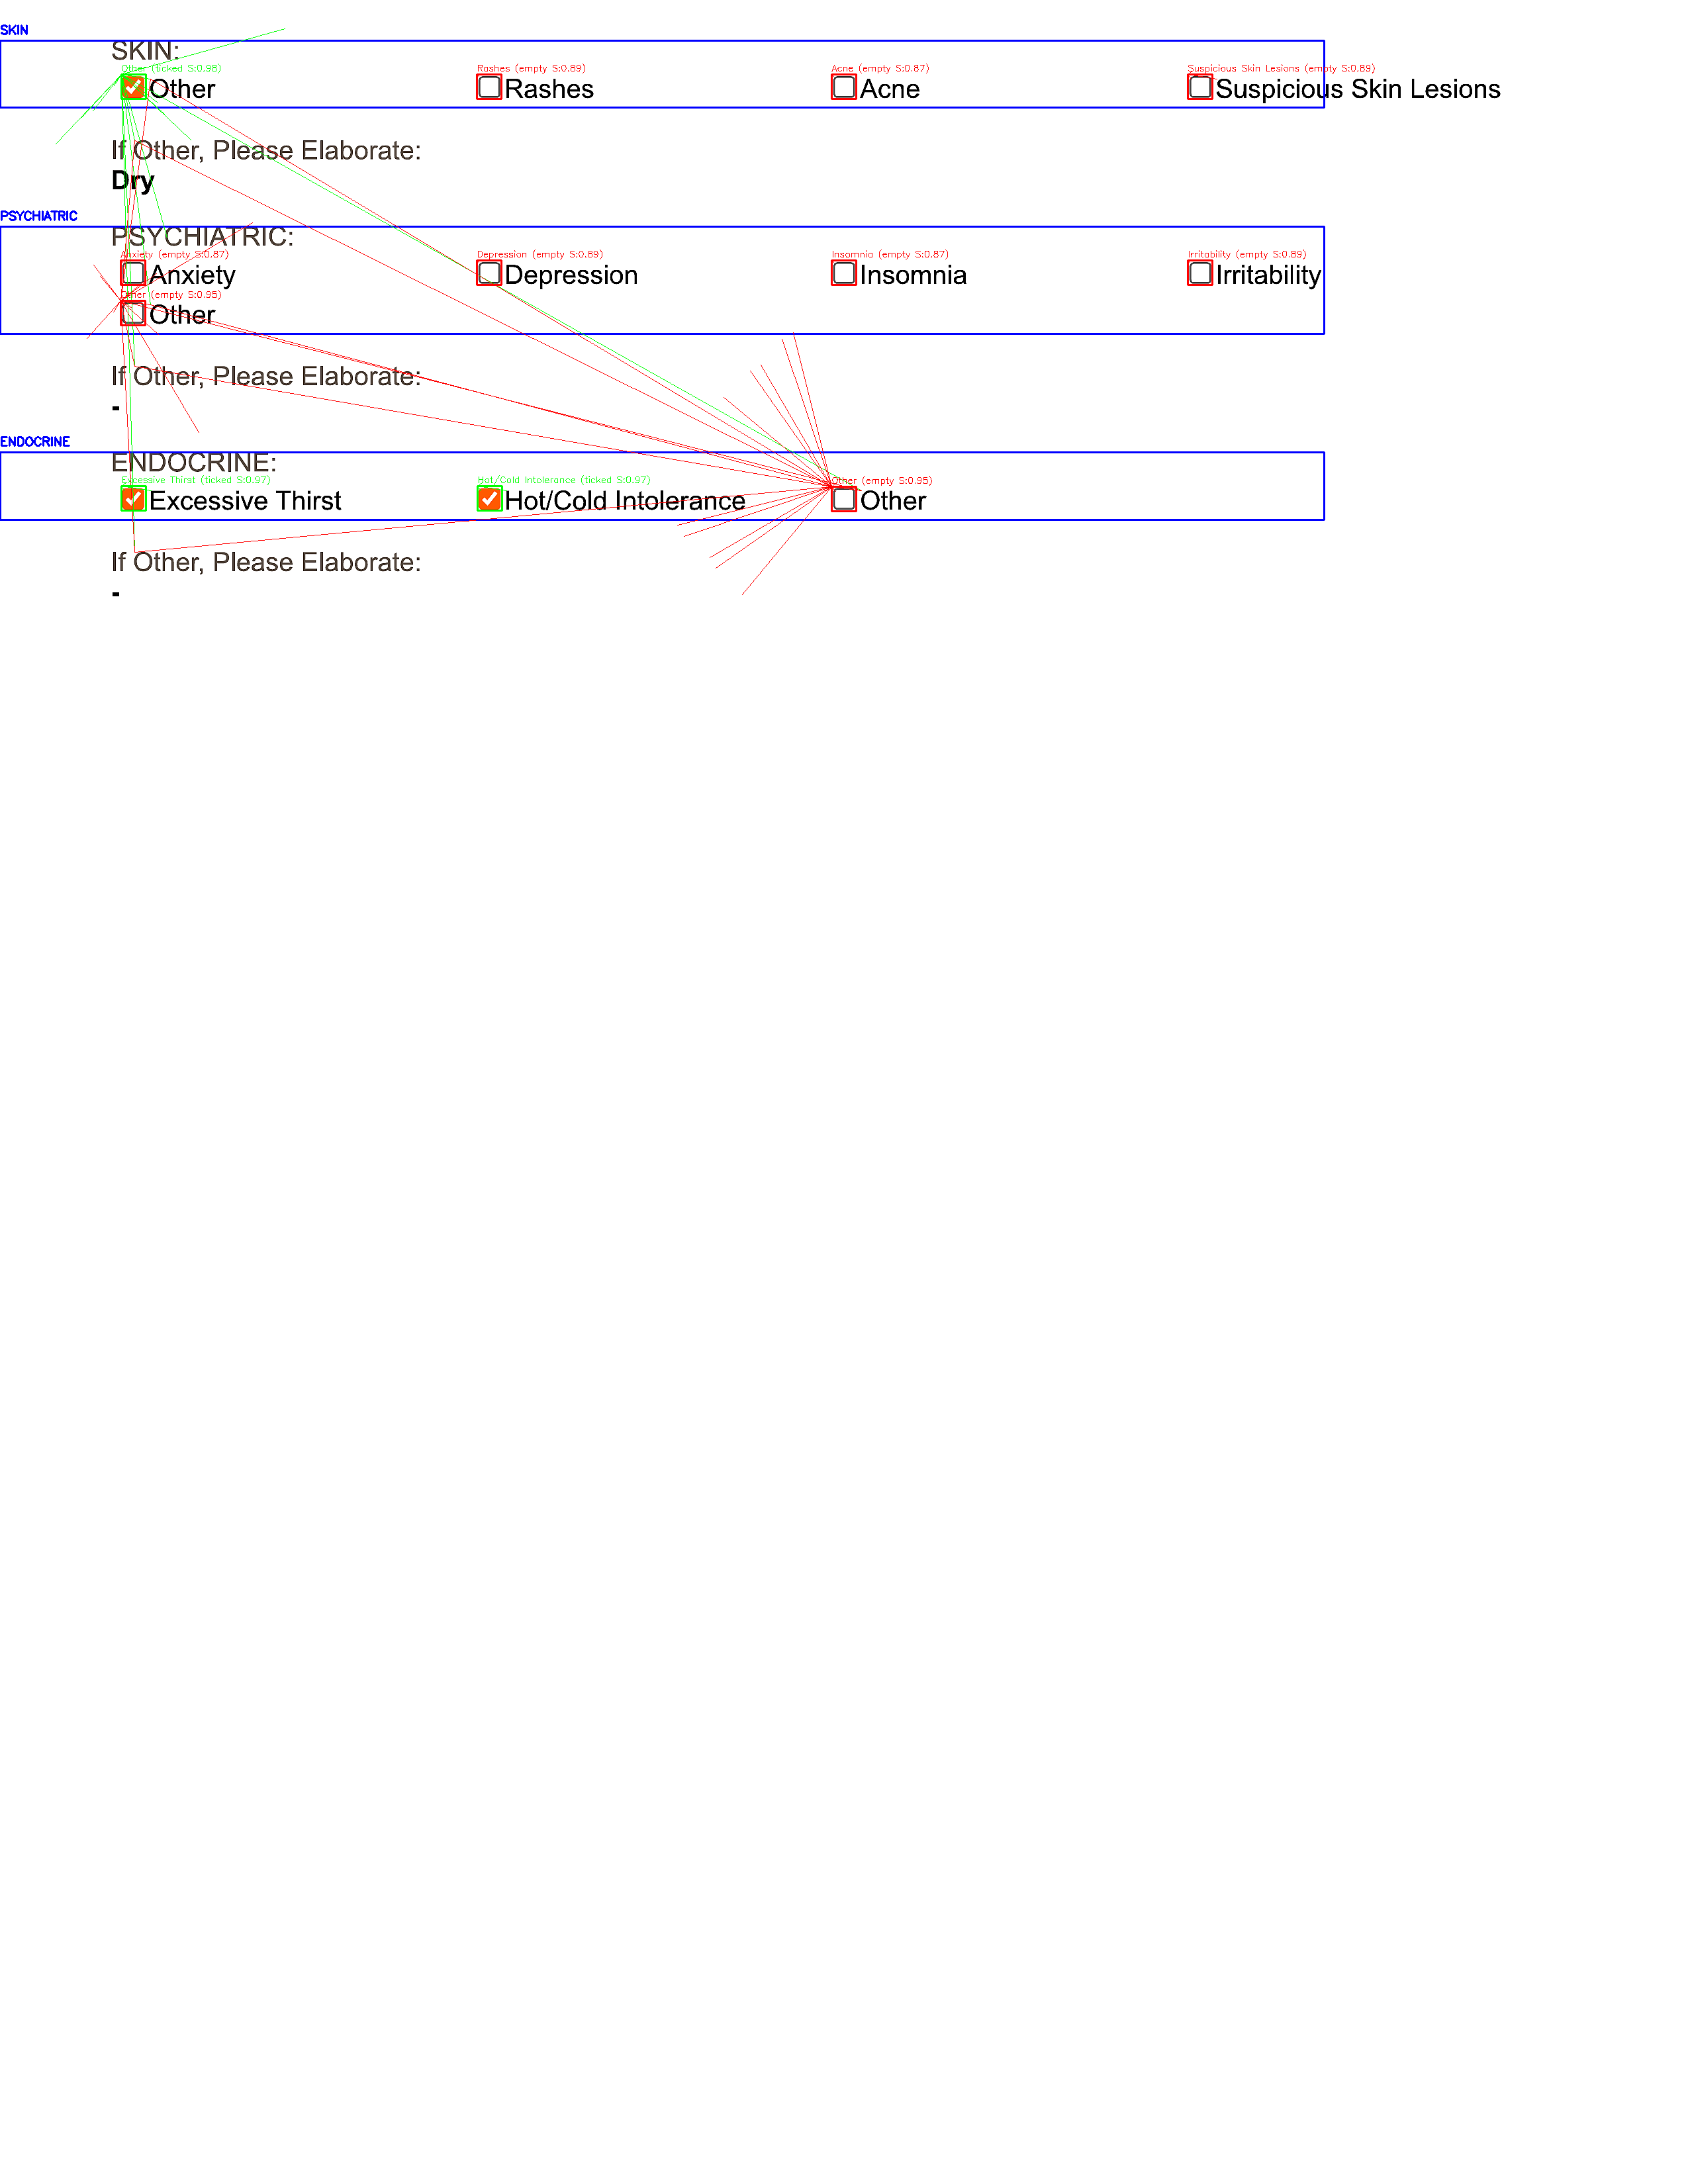 SKIN
SKIN:
Other (ticked S:0.98) Rashes (empty S:0.89) Acne (empty S:0.87) Suspicious Skin Lesions (empty S:0.89)
Other Rashes Acne Suspicious Skin Lesions
If Other, Please Elaborate:
Dry
PSYCHIATRIC
PSYCHIATRIC:
Anxiety (empty S:0.87) Depression (empty S:0.89) Insomnia (empty S:0.87) Irritability (empty S:0.89)
Anxiety Depression Insomnia Irritability
Other (empty S:0.95)
Other
If Other, Please Elaborate:
-
ENDOCRINE
ENDOCRINE:
Excessive Thirst (ticked S:0.97) Hot/Cold Intolerance (ticked S:0.97) Other (empty S:0.95)
Excessive Thirst Hot/Cold Intolerance Other
If Other, Please Elaborate:
-